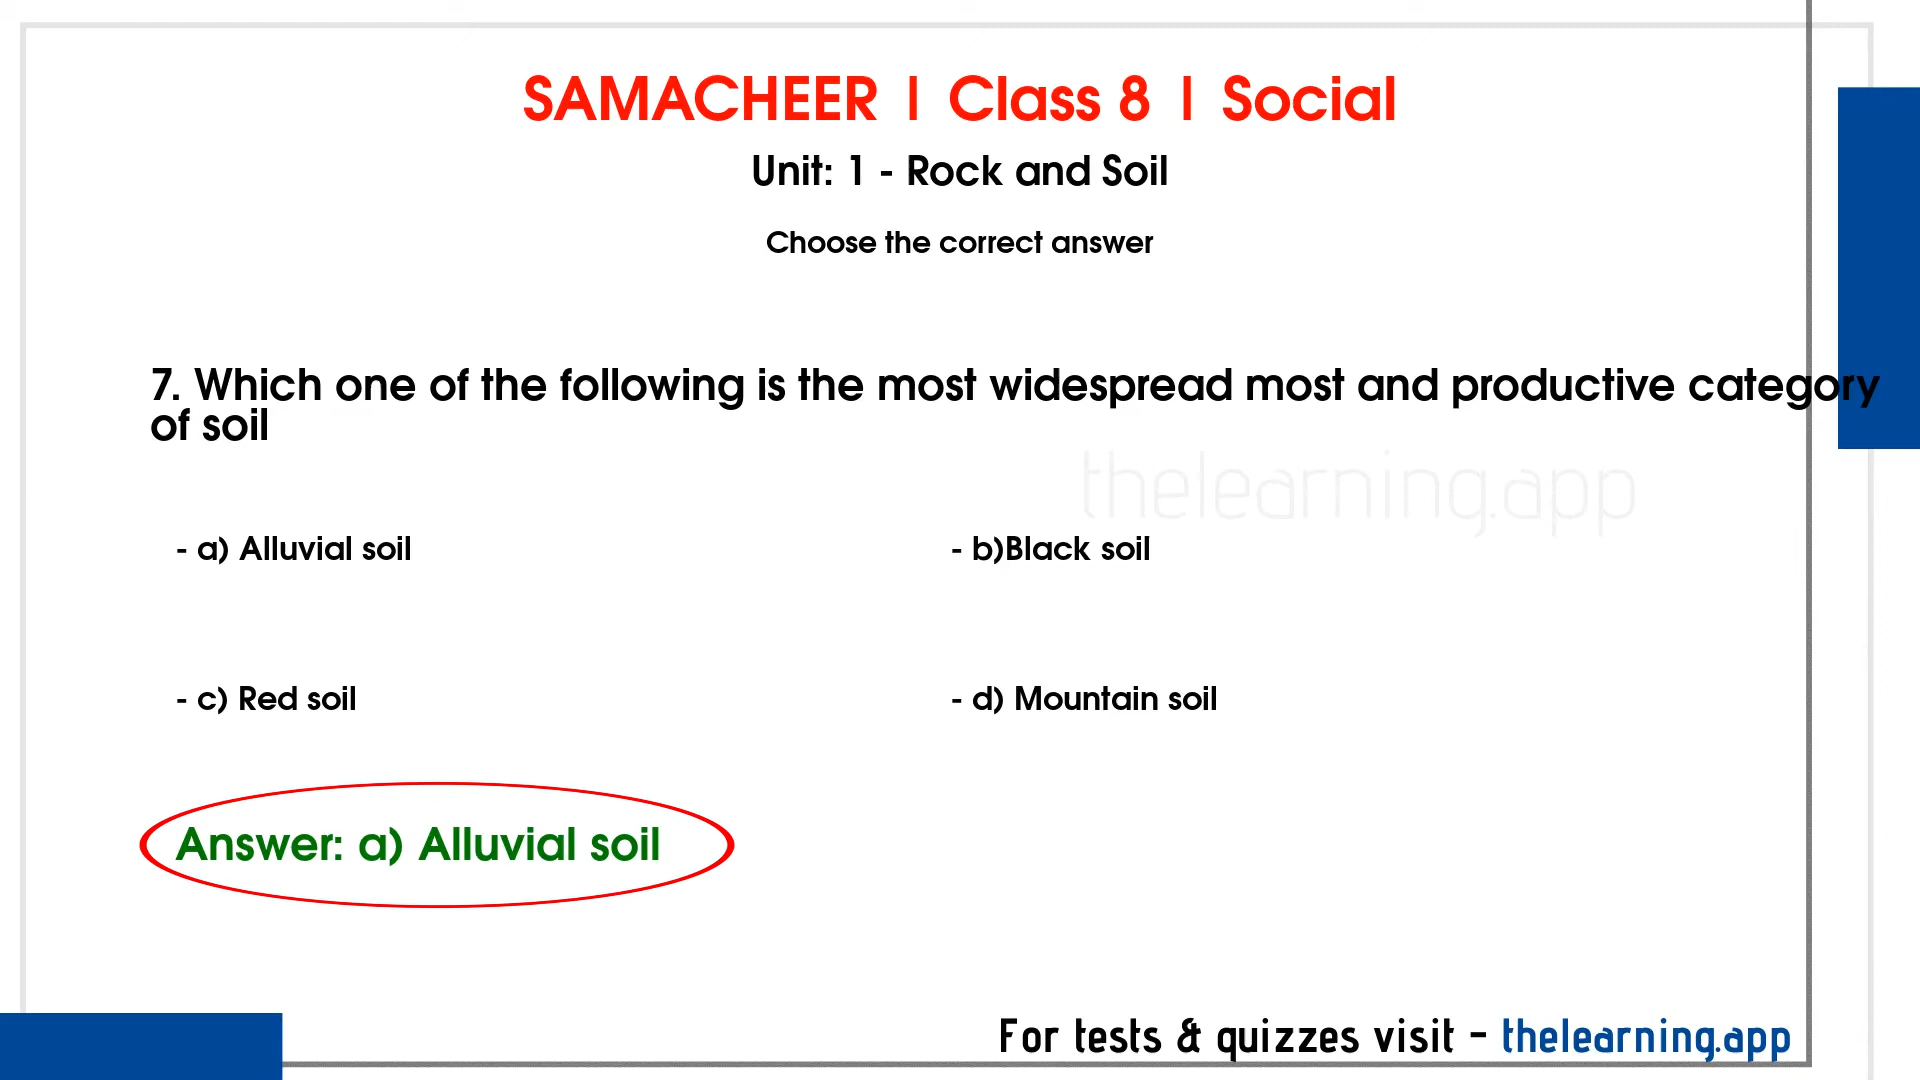 SAMACHEER | Class 8 | Social
Unit: 1 - Rock and Soil
Choose the correct answer
7. Which one of the following is the most widespread most and productive category
of soil
thelearning.app
- a) Alluvial soil
- b)Black soil
- c) Red soil
- d) Mountain soil
Answer: a) Alluvial soil
For tests & quizzes visit - thelearning.app